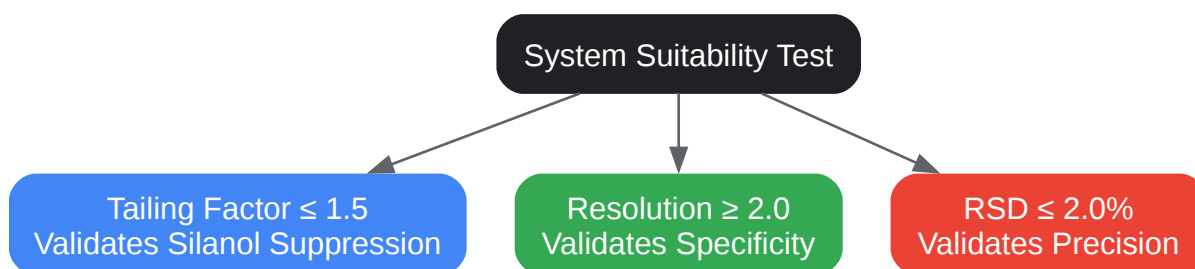 System Suitability Test
Tailing Factor ≤ 1.5
Validates Silanol Suppression
Resolution ≥ 2.0
Validates Specificity
RSD ≤ 2.0%
Validates Precision